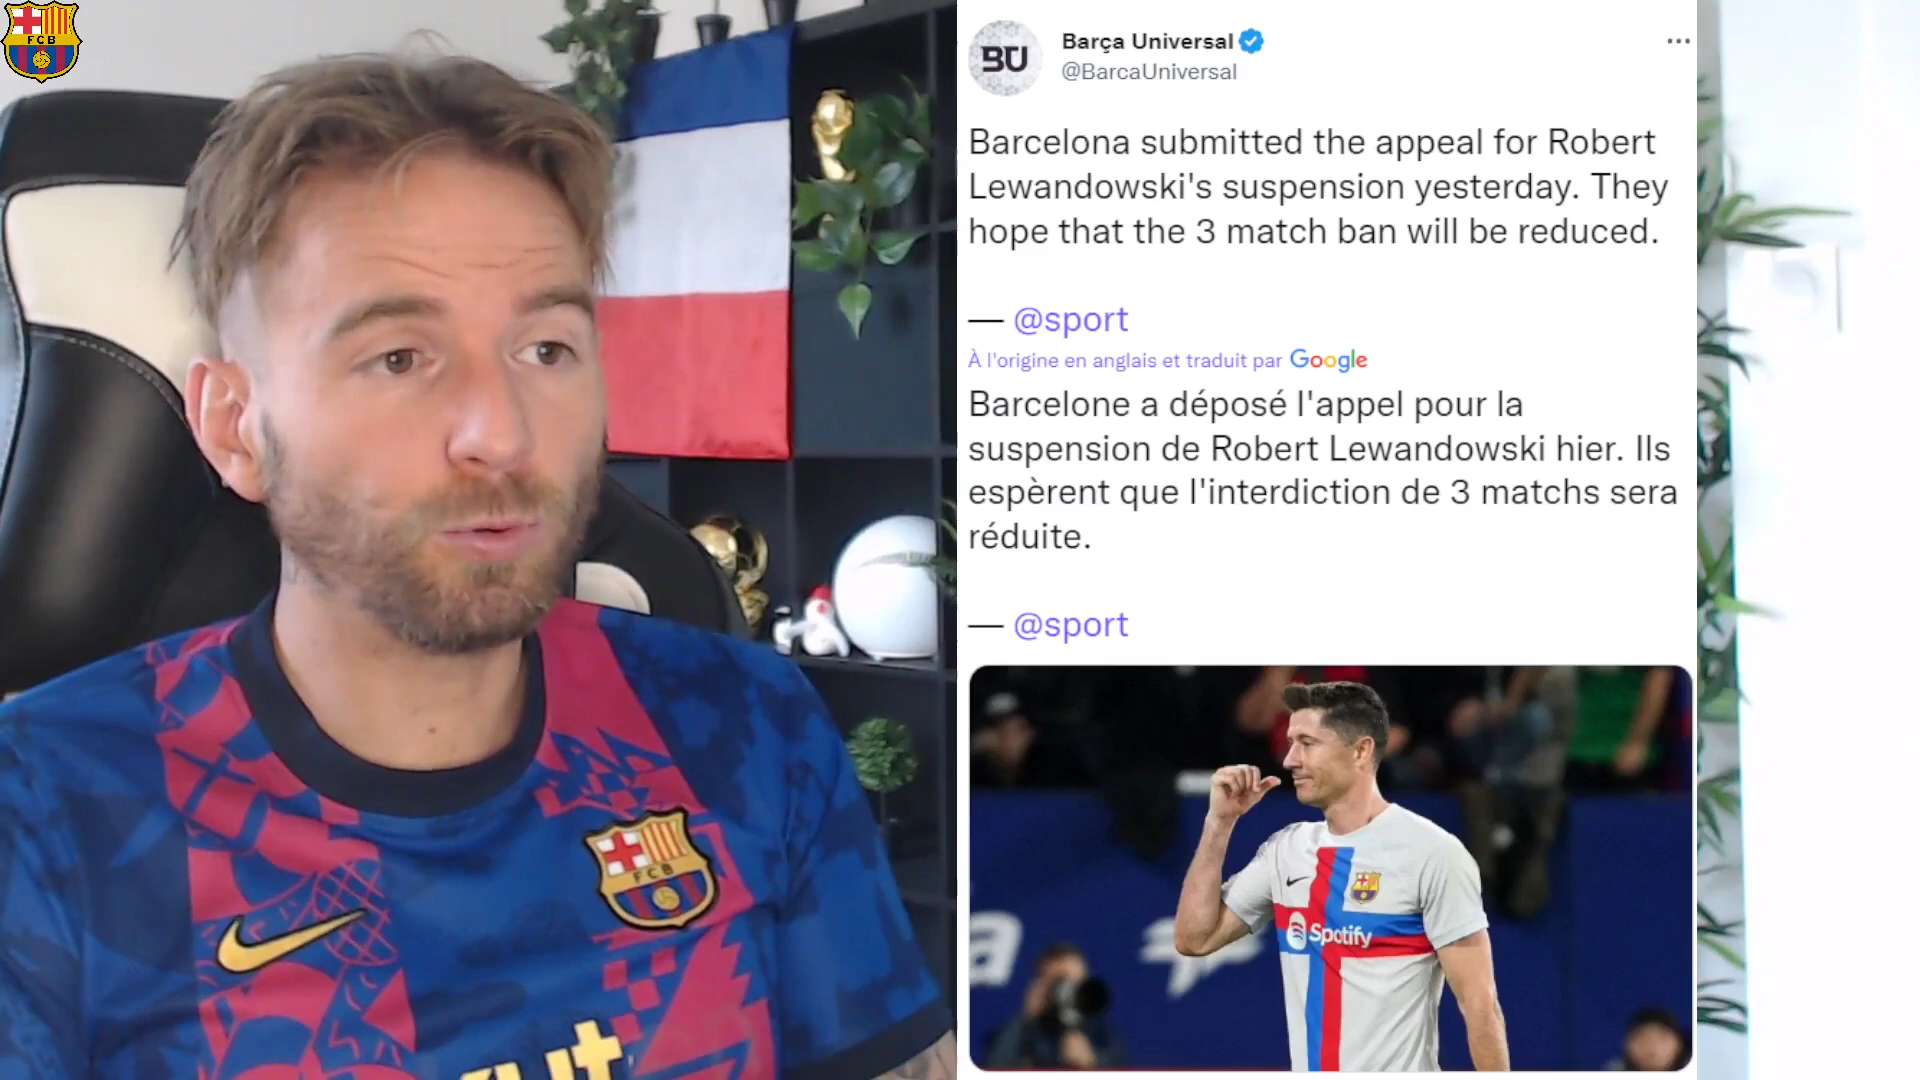 FCB
BU
Barça Universal
@BarcaUniversal
Barcelona submitted the appeal for Robert
Lewandowski's suspension yesterday. They
hope that the 3 match ban will be reduced.
— @sport
À l'origine en anglais et traduit par Google
Barcelone a déposé l'appel pour la
suspension de Robert Lewandowski hier. Ils
espèrent que l'interdiction de 3 matchs sera
réduite.
— @sport
FCB
Spotify